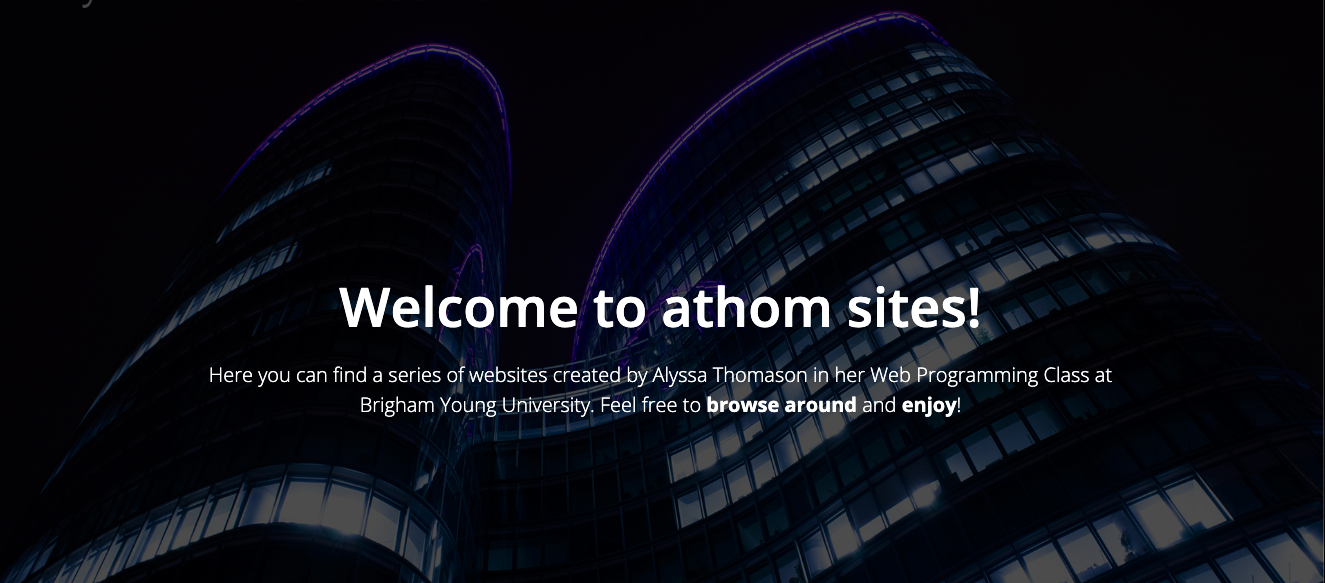 Welcome to athom sites!
Here you can find a series of websites created by Alyssa Thomason in her Web Programming Class at
Brigham Young University. Feel free to browse around and enjoy!